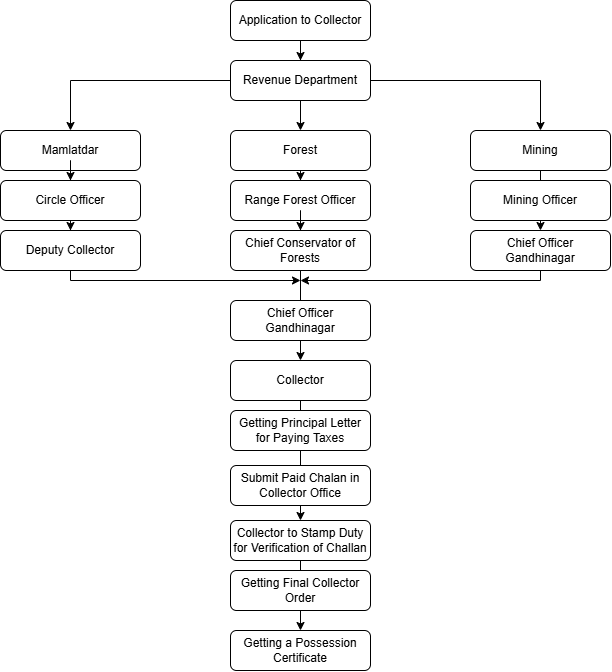 Application to Collector
Revenue Department
Mamlatdar
Forest
Mining
Circle Officer
Range Forest Officer
Mining Officer
Deputy Collector
Chief Conservator of
Forests
Chief Officer
Gandhinagar
Chief Officer
Gandhinagar
Collector
Getting Principal Letter
for Paying Taxes
Submit Paid Chalan in
Collector Office
Collector to Stamp Duty
for Verification of Challan
Getting Final Collector
Order
Getting a Possession
Certificate